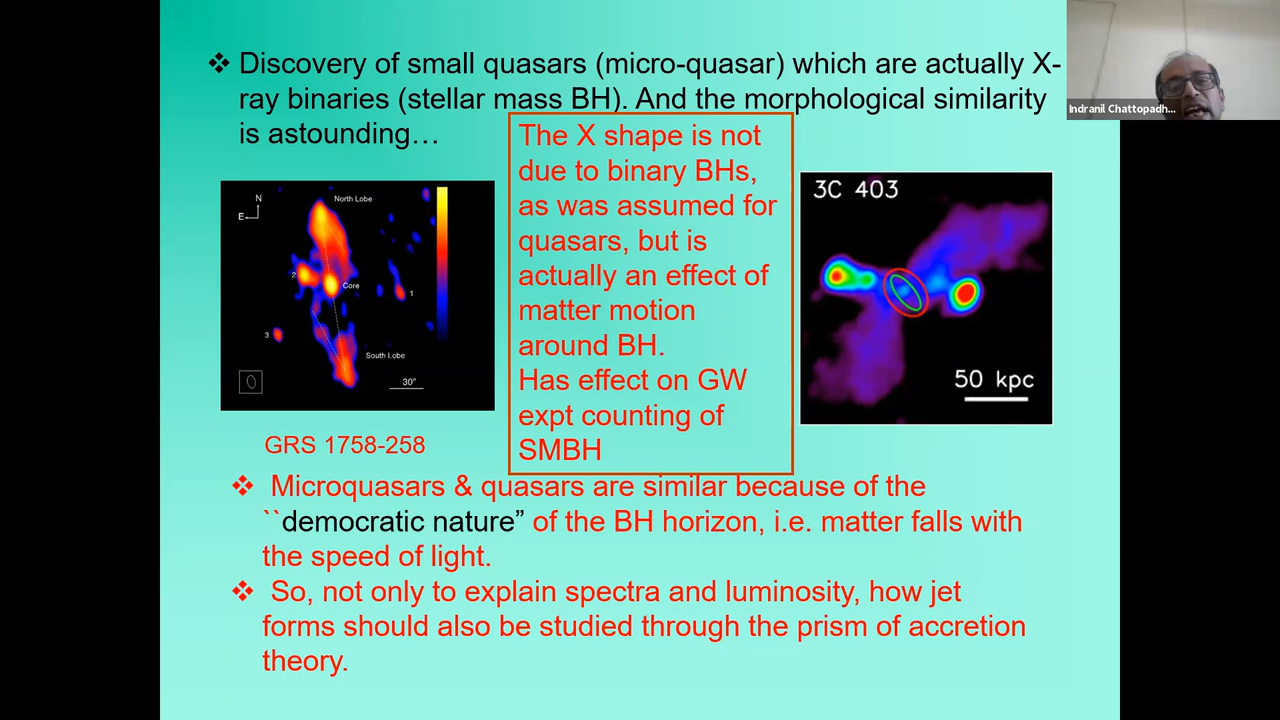 ❖ Discovery of small quasars (micro-quasar) which are actually X-
ray binaries (stellar mass BH). And the morphological similarity
is astounding…
Indranil Chattopadh...
N
E
North Lobe
2
Core
1
3
South Lobe
30"
GRS 1758-258
The X shape is not
due to binary BHs,
as was assumed for
quasars, but is
actually an effect of
matter motion
around BH.
Has effect on GW
expt counting of
SMBH
3C 403
50 kpc
❖ Microquasars & quasars are similar because of the
``democratic nature” of the BH horizon, i.e. matter falls with
the speed of light.
❖ So, not only to explain spectra and luminosity, how jet
forms should also be studied through the prism of accretion
theory.